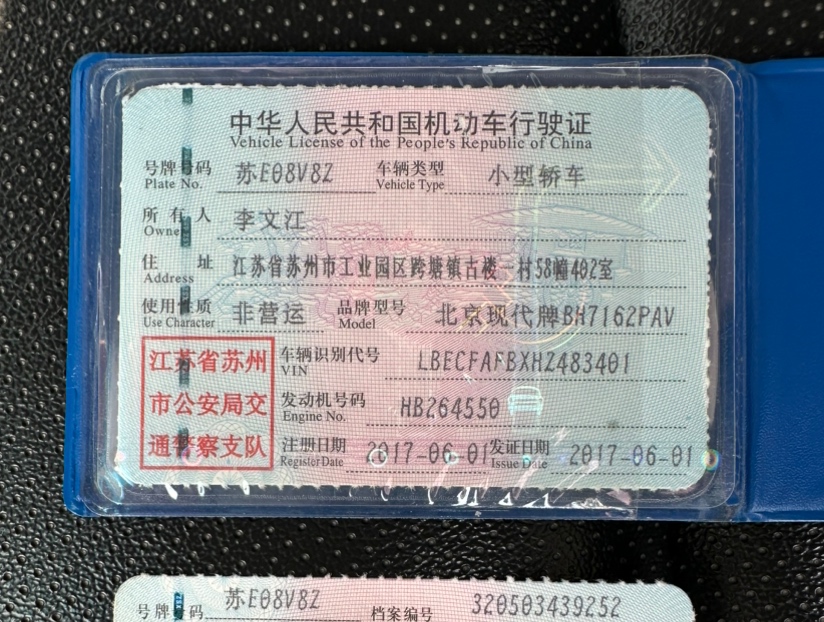 中华人民共和国机动车行驶证
Vehicle License of the People's Republic of China
号牌号码 苏E08V8Z 车辆类型 小型轿车
Plate No. Vehicle Type
所有人 李文江
Owner
住址 江苏省苏州市工业园区跨塘镇古楼一村58幢402室
Address
使用性质 非营运 品牌型号 北京现代牌BH7162PAV
Use Character Model
江苏省苏州
市公安局交
通警察支队
车辆识别代号 LBECFAFBXHZ483401
VIN
发动机号码 HB264550
Engine No.
注册日期 2017-06-01 发证日期 2017-06-01
Register Date Issue Date
号牌号码 苏E08V8Z 档案编号 320503439252